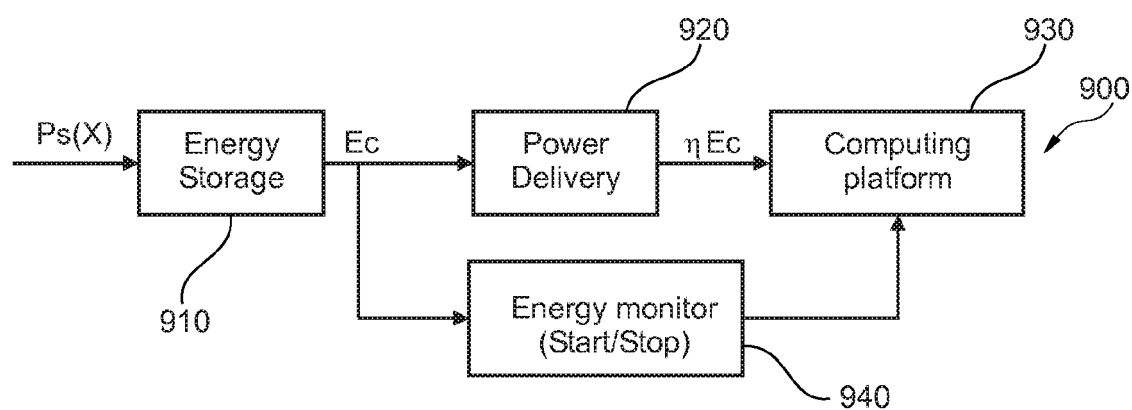 920
930
900
Ps(X)
Energy
Storage
Ec
Power
Delivery
η Ec
Computing
platform
910
Energy monitor
(Start/Stop)
940